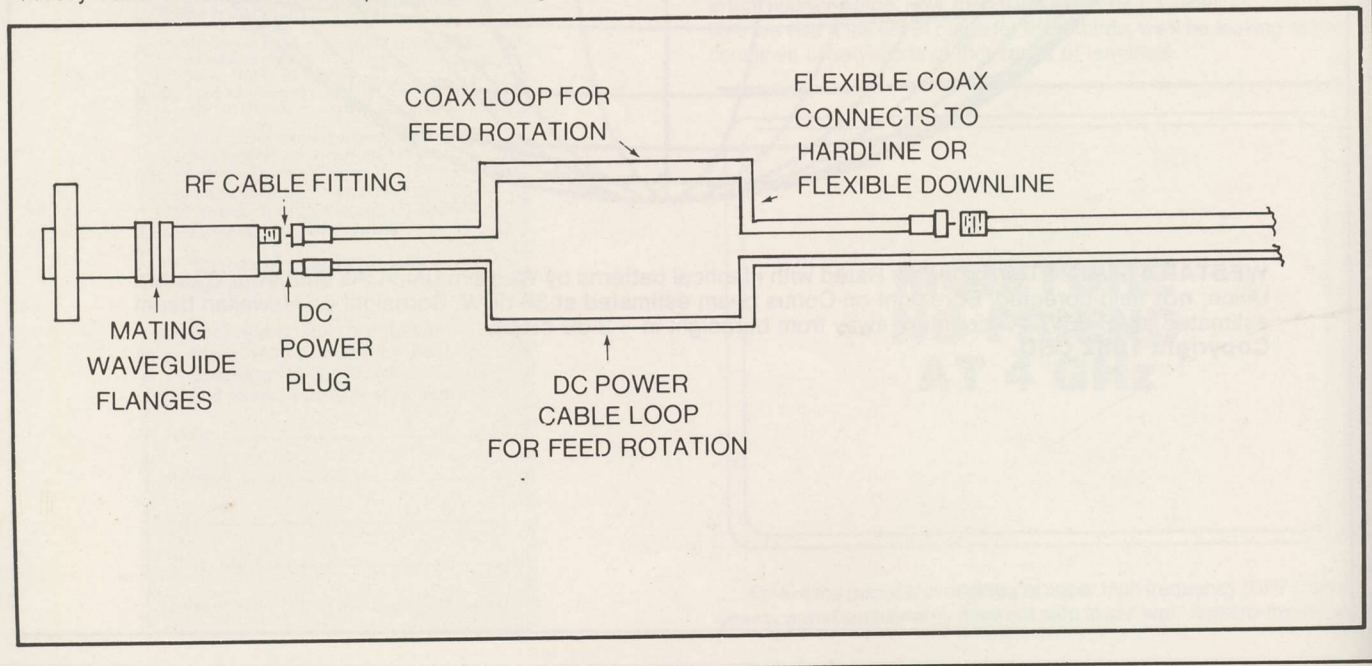 COAX LOOP FOR
FEED ROTATION
FLEXIBLE COAX
CONNECTS TO
HARDLINE OR
FLEXIBLE DOWNLINE
RF CABLE FITTING
MATING
WAVEGUIDE
FLANGES
DC
POWER
PLUG
DC POWER
CABLE LOOP
FOR FEED ROTATION